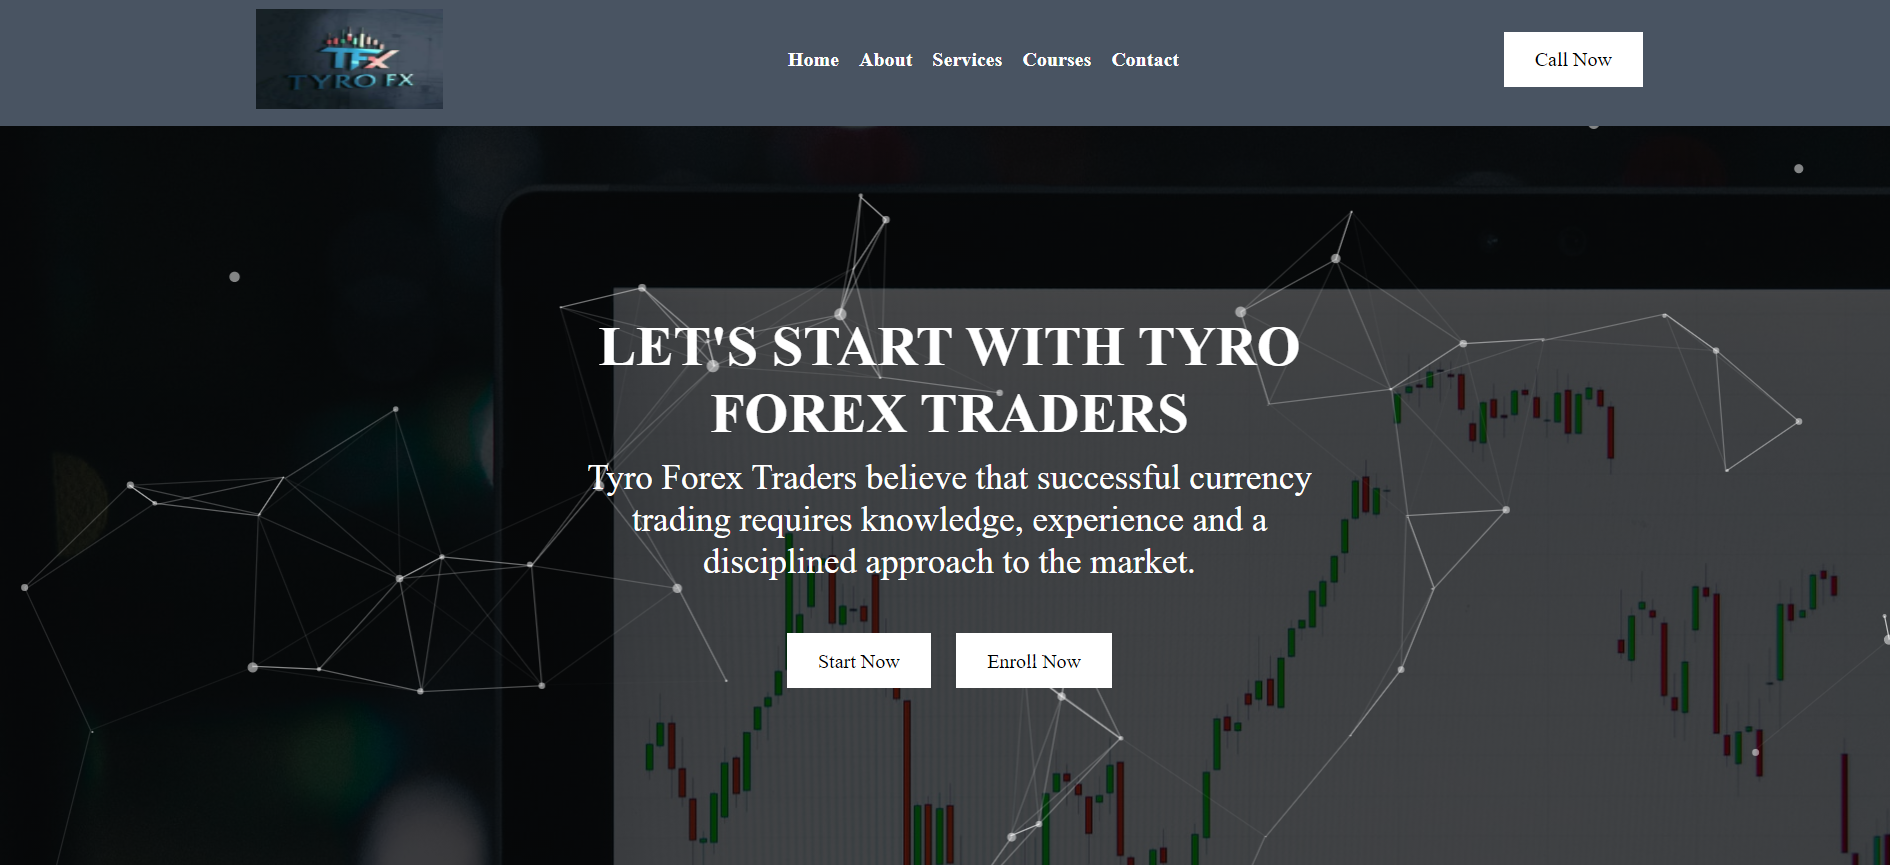 TFX
TYRO FX
Home About Services Courses Contact
Call Now
LET'S START WITH TYRO
FOREX TRADERS
Tyro Forex Traders believe that successful currency
trading requires knowledge, experience and a
disciplined approach to the market.
Start Now Enroll Now